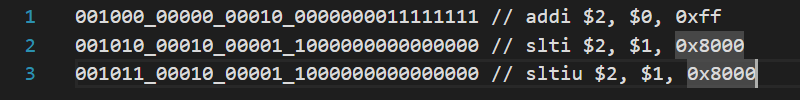 1 001000_00000_00010_0000000011111111 // addi $2, $0, 0xff
2 001010_00010_00001_1000000000000000 // slti $2, $1, 0x8000
3 001011_00010_00001_1000000000000000 // sltiu $2, $1, 0x8000